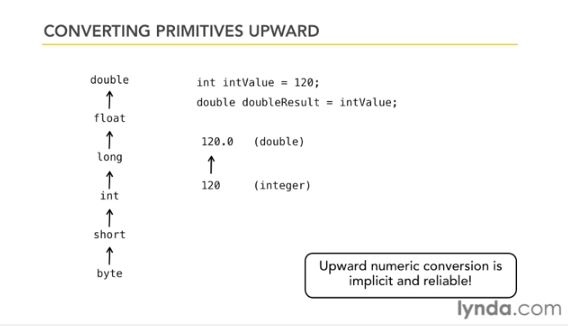 CONVERTING PRIMITIVES UPWARD
double
float
long
int
short
byte
int intValue = 120;
double doubleResult = intValue;
120.0 (double)
120 (integer)
Upward numeric conversion is
implicit and reliable!
lynda.com